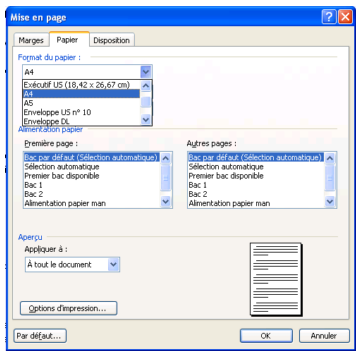 Mise en page
Marges Papier Disposition
Format du papier :
A4
Exécutif US (18,42 x 26,67 cm)
A4
A5
Enveloppe US n° 10
Enveloppe DL
Alimentation papier
Première page : Autres pages :
Bac par défaut (Sélection automatique) Bac par défaut (Sélection automatique)
Sélection automatique Sélection automatique
Premier bac disponible Premier bac disponible
Bac 1 Bac 1
Bac 2 Bac 2
Alimentation papier man Alimentation papier man
Aperçu
Appliquer à :
À tout le document
Options d'impression...
Par défaut... OK Annuler